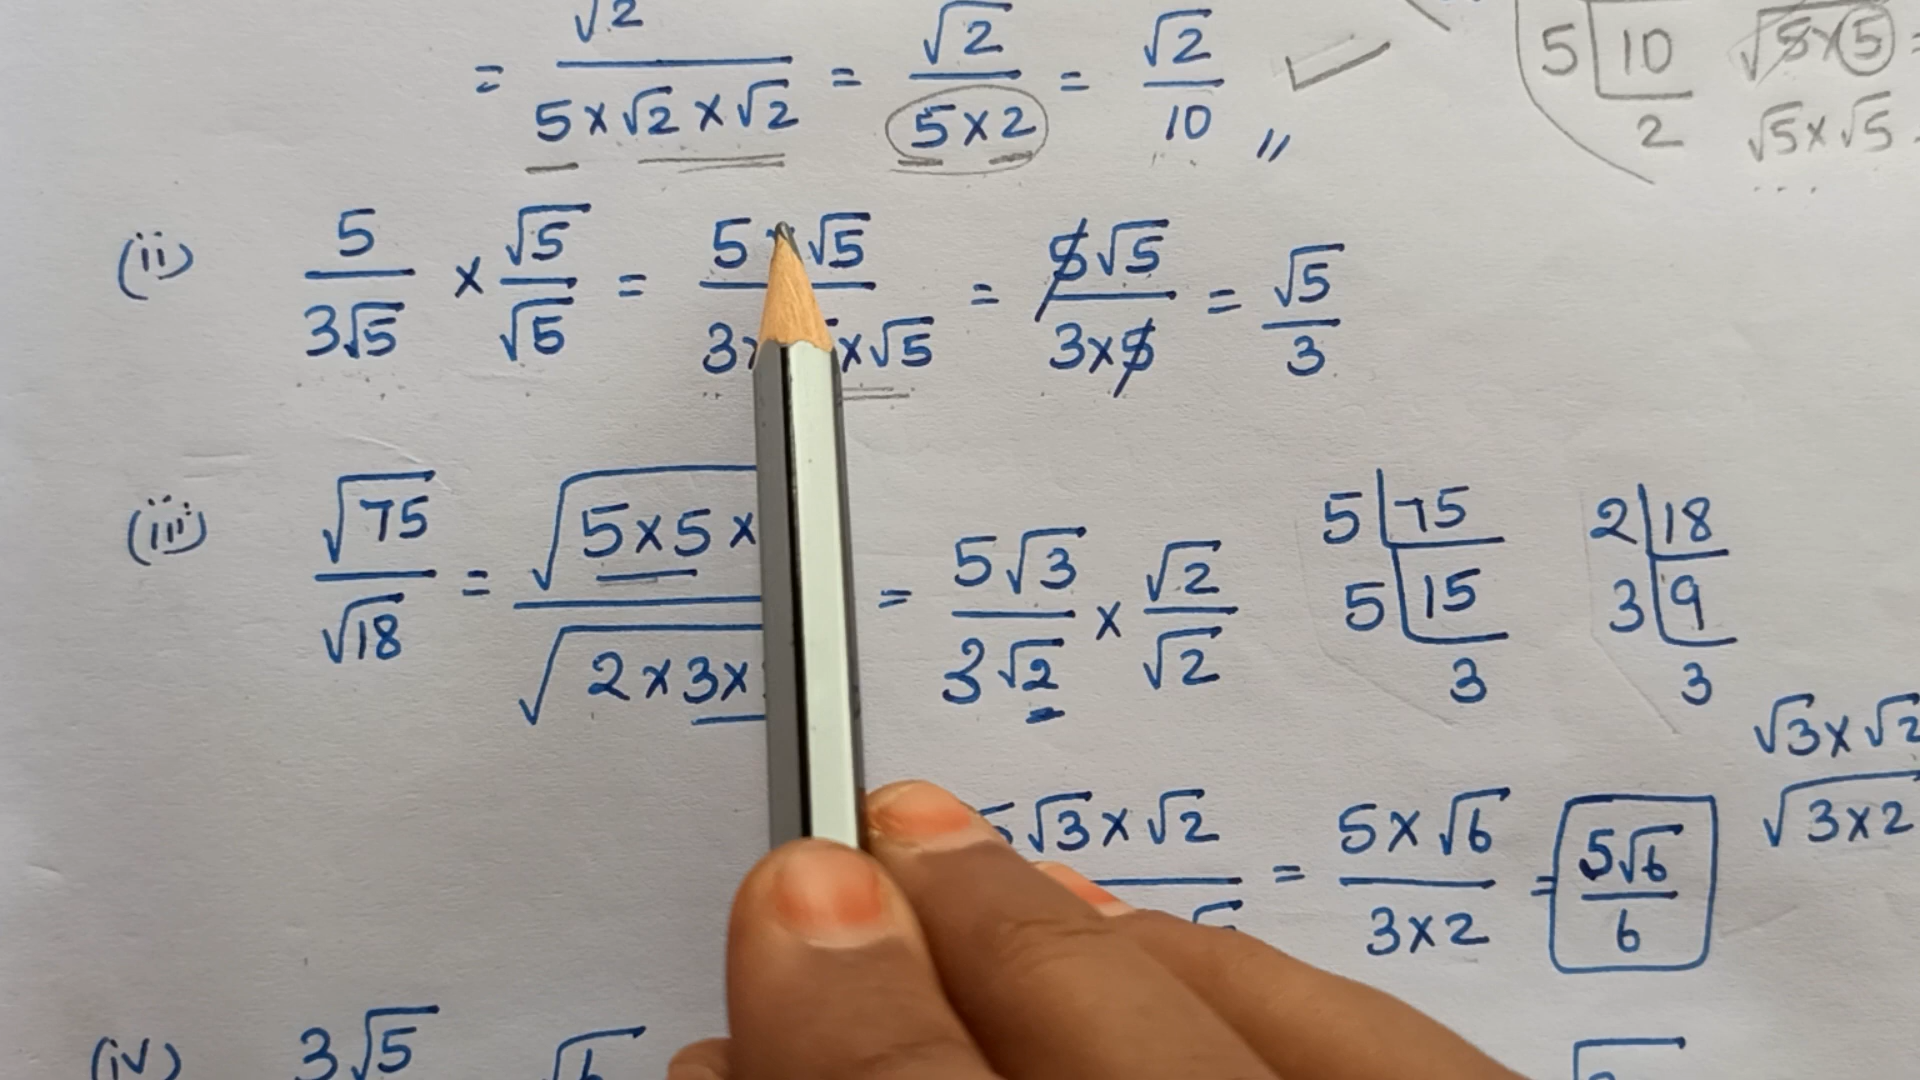 = √2 / 5×√2×√2 = √2 / 5×2 = √2 / 10 ✓ //
5 | 10
2
√5×5 =
√5×√5
(ii) 5 / 3√5 × √5 / √5 = 5 √5 / 3× ×√5 = 5√5 / 3×5 = √5 / 3
(iii) √75 / √18 = √5×5× / √2×3× = 5√3 / 3√2 × √2 / √2
5 | 75
5 | 15
3
2 | 18
3 | 9
3
√3×√2
√3×2
√3×√2 = 5×√6 / 3×2 = 5√6 / 6
(iv) 3√5 √6